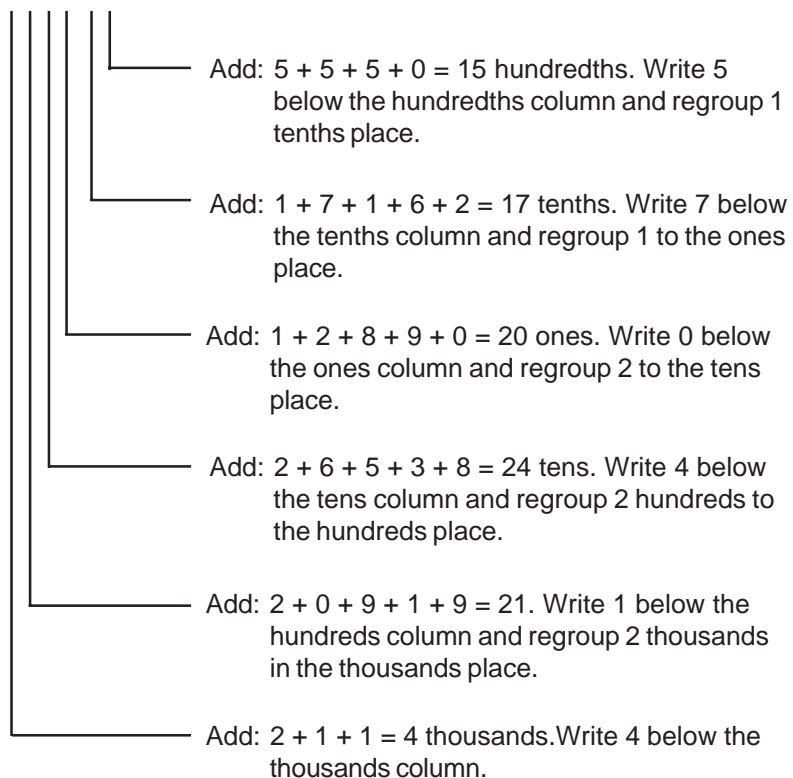 Add: 5 + 5 + 5 + 0 = 15 hundredths. Write 5
below the hundredths column and regroup 1
tenths place.
Add: 1 + 7 + 1 + 6 + 2 = 17 tenths. Write 7 below
the tenths column and regroup 1 to the ones
place.
Add: 1 + 2 + 8 + 9 + 0 = 20 ones. Write 0 below
the ones column and regroup 2 to the tens
place.
Add: 2 + 6 + 5 + 3 + 8 = 24 tens. Write 4 below
the tens column and regroup 2 hundreds to
the hundreds place.
Add: 2 + 0 + 9 + 1 + 9 = 21. Write 1 below the
hundreds column and regroup 2 thousands
in the thousands place.
Add: 2 + 1 + 1 = 4 thousands.Write 4 below the
thousands column.